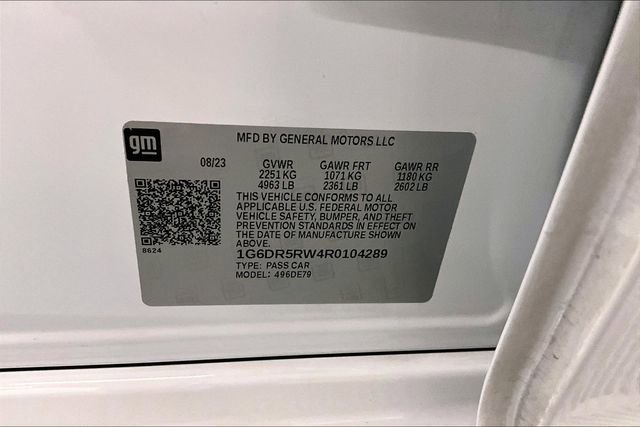 gm
MFD BY GENERAL MOTORS LLC
08/23 GVWR GAWR FRT GAWR RR
2251 KG 1071 KG 1180 KG
4963 LB 2361 LB 2602 LB
THIS VEHICLE CONFORMS TO ALL
APPLICABLE U.S. FEDERAL MOTOR
VEHICLE SAFETY, BUMPER, AND THEFT
PREVENTION STANDARDS IN EFFECT ON
THE DATE OF MANUFACTURE SHOWN
ABOVE.
8624
1G6DR5RW4R0104289
TYPE: PASS CAR
MODEL: 496DE79